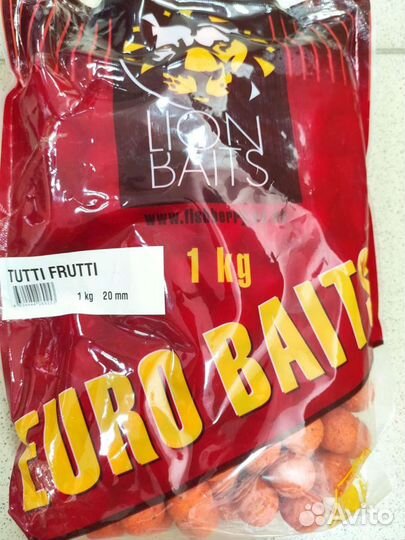 LION
BAITS
1 kg
TUTTI FRUTTI
1 kg 20 mm
EURO BAITS
Avito